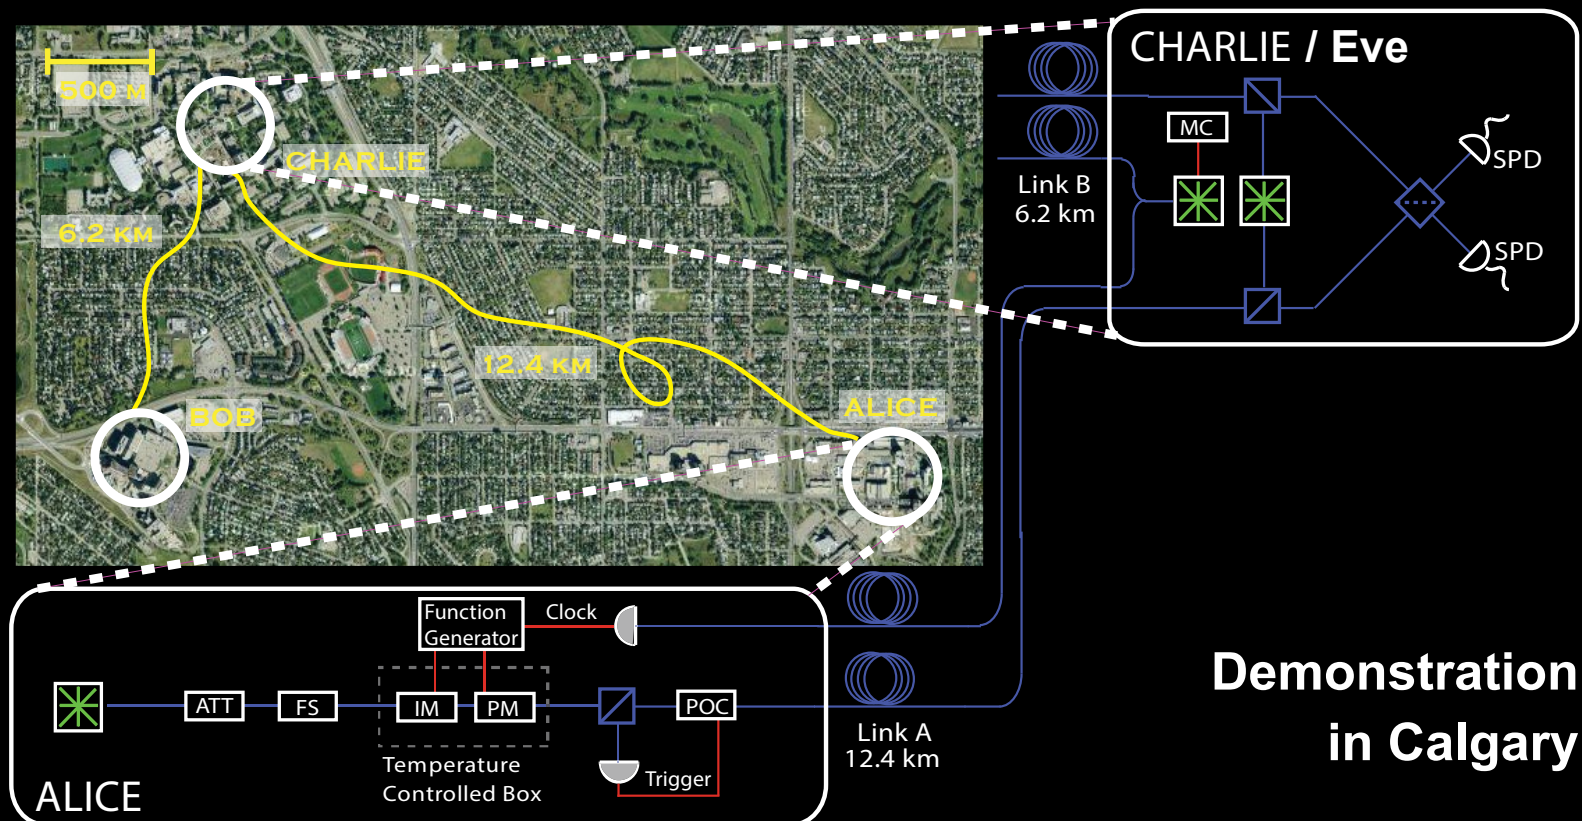 500 M
CHARLIE
6.2 KM
12.4 KM
BOB
ALICE
CHARLIE / Eve
MC
SPD
SPD
Link B
6.2 km
Function
Generator
Clock
ATT
FS
IM
PM
POC
Temperature
Controlled Box
Trigger
ALICE
Link A
12.4 km
Demonstration
in Calgary